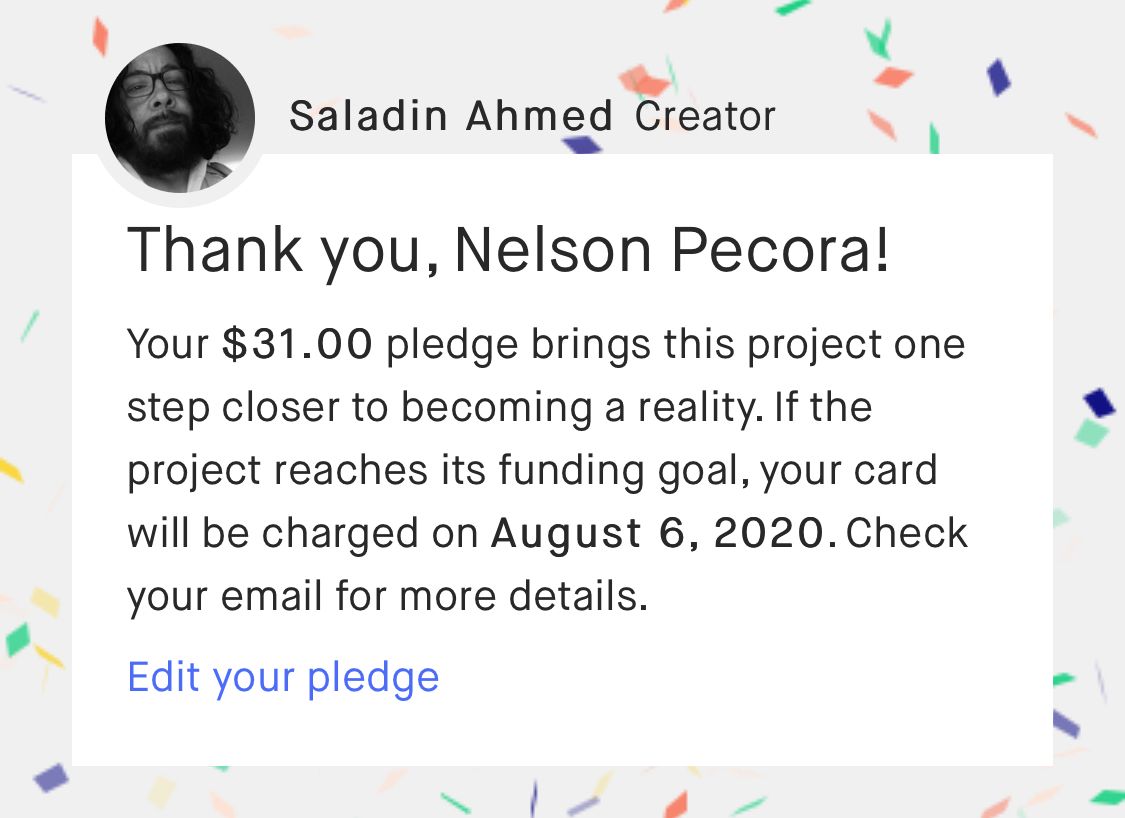 Saladin Ahmed Creator
Thank you, Nelson Pecora!
Your $31.00 pledge brings this project one
step closer to becoming a reality. If the
project reaches its funding goal, your card
will be charged on August 6, 2020. Check
your email for more details.
Edit your pledge